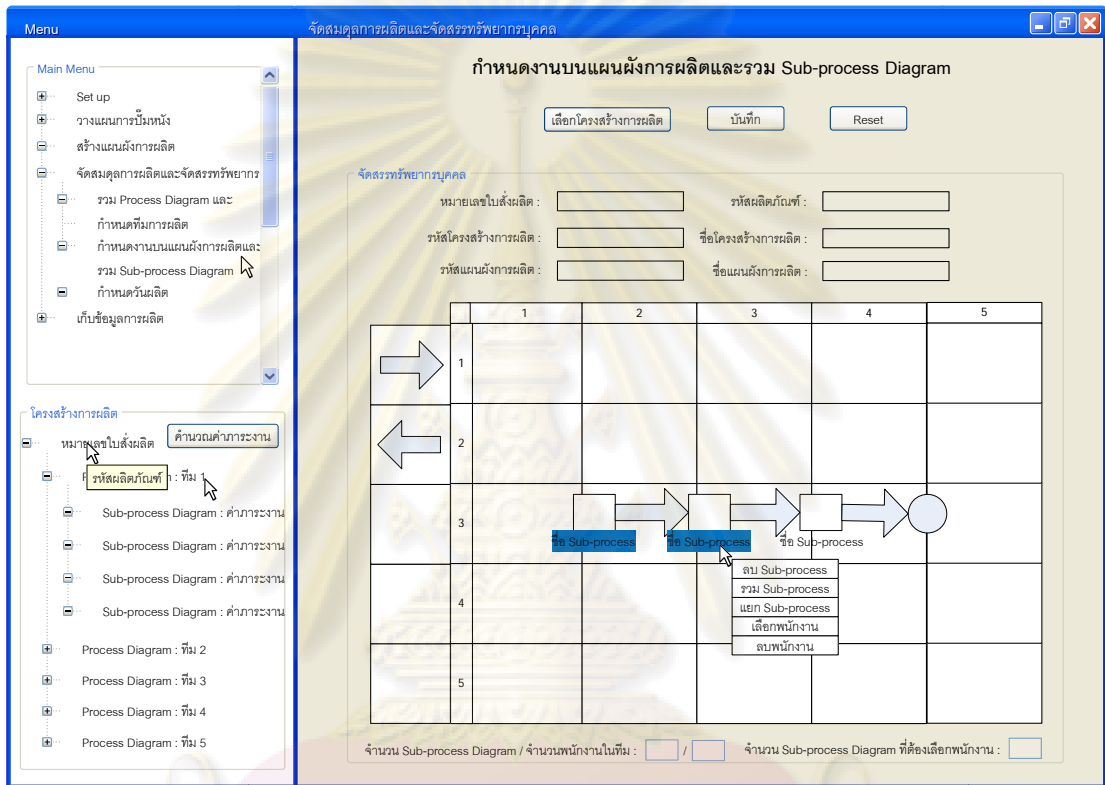 Menu
จัดสมดุลการผลิตและจัดสรรทรัพยากรบุคคล
Main Menu
Set up
วางแผนการปั๊มหนัง
สร้างแผนผังการผลิต
จัดสมดุลการผลิตและจัดสรรทรัพยากร
รวม Process Diagram และ
กำหนดทีมการผลิต
กำหนดงานบนแผนผังการผลิตและ
รวม Sub-process Diagram
กำหนดวันผลิต
เก็บข้อมูลการผลิต
โครงสร้างการผลิต
หมายเลขใบสั่งผลิต
คำนวณค่าภาระงาน
รหัสผลิตภัณฑ์
: ทีม 1
Sub-process Diagram : ค่าภาระงาน
Sub-process Diagram : ค่าภาระงาน
Sub-process Diagram : ค่าภาระงาน
Sub-process Diagram : ค่าภาระงาน
Process Diagram : ทีม 2
Process Diagram : ทีม 3
Process Diagram : ทีม 4
Process Diagram : ทีม 5
กำหนดงานบนแผนผังการผลิตและรวม Sub-process Diagram
เลือกโครงสร้างการผลิต บันทึก Reset
จัดสรรทรัพยากรบุคคล
หมายเลขใบสั่งผลิต : รหัสผลิตภัณฑ์ :
รหัสโครงสร้างการผลิต : ชื่อโครงสร้างการผลิต :
รหัสแผนผังการผลิต : ชื่อแผนผังการผลิต :
1 2 3 4 5
1
2
3
ชื่อ Sub-process ชื่อ Sub-process ชื่อ Sub-process
ลบ Sub-process
รวม Sub-process
แยก Sub-process
เลือกพนักงาน
ลบพนักงาน
4
5
จำนวน Sub-process Diagram / จำนวนพนักงานในทีม : / จำนวน Sub-process Diagram ที่ต้องเลือกพนักงาน :